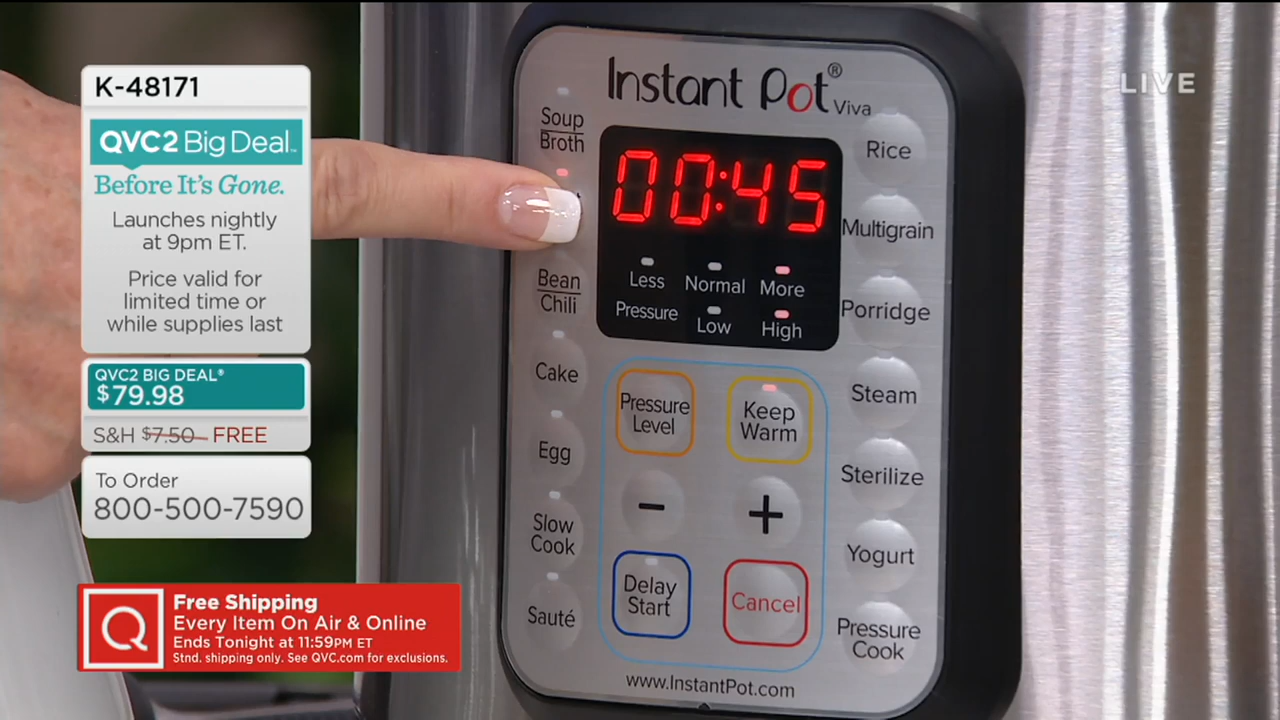 K-48171
QVC2 Big Deal™
Before It's Gone.
Launches nightly
at 9pm ET.
Price valid for
limited time or
while supplies last
QVC2 BIG DEAL®
$79.98
S&H $7.50 FREE
To Order
800-500-7590
Q
Free Shipping
Every Item On Air & Online
Ends Tonight at 11:59PM ET
Stnd. shipping only. See QVC.com for exclusions.
LIVE
Instant Pot®
Viva
00:45
Less Normal More
Pressure Low High
Soup
Broth
Bean
Chili
Cake
Egg
Slow
Cook
Sauté
Pressure
Level
Keep
Warm
- +
Delay
Start
Cancel
Rice
Multigrain
Porridge
Steam
Sterilize
Yogurt
Pressure
Cook
www.InstantPot.com